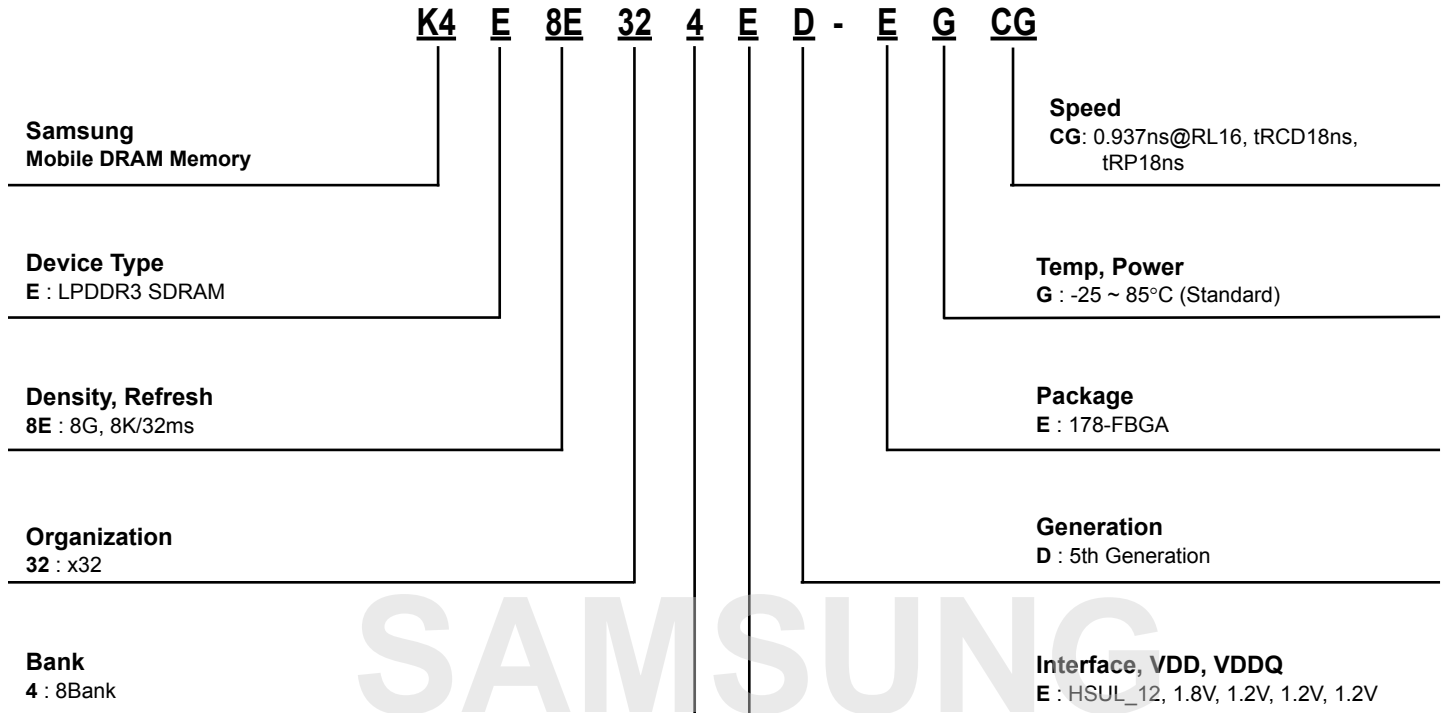 K4 E 8E 32 4 E D - E G CG
Samsung
Mobile DRAM Memory
Device Type
E : LPDDR3 SDRAM
Density, Refresh
8E : 8G, 8K/32ms
Organization
32 : x32
Bank
4 : 8Bank
Speed
CG: 0.937ns@RL16, tRCD18ns,
tRP18ns
Temp, Power
G : -25 ~ 85°C (Standard)
Package
E : 178-FBGA
Generation
D : 5th Generation
Interface, VDD, VDDQ
E : HSUL_12, 1.8V, 1.2V, 1.2V, 1.2V
SAMSUNG